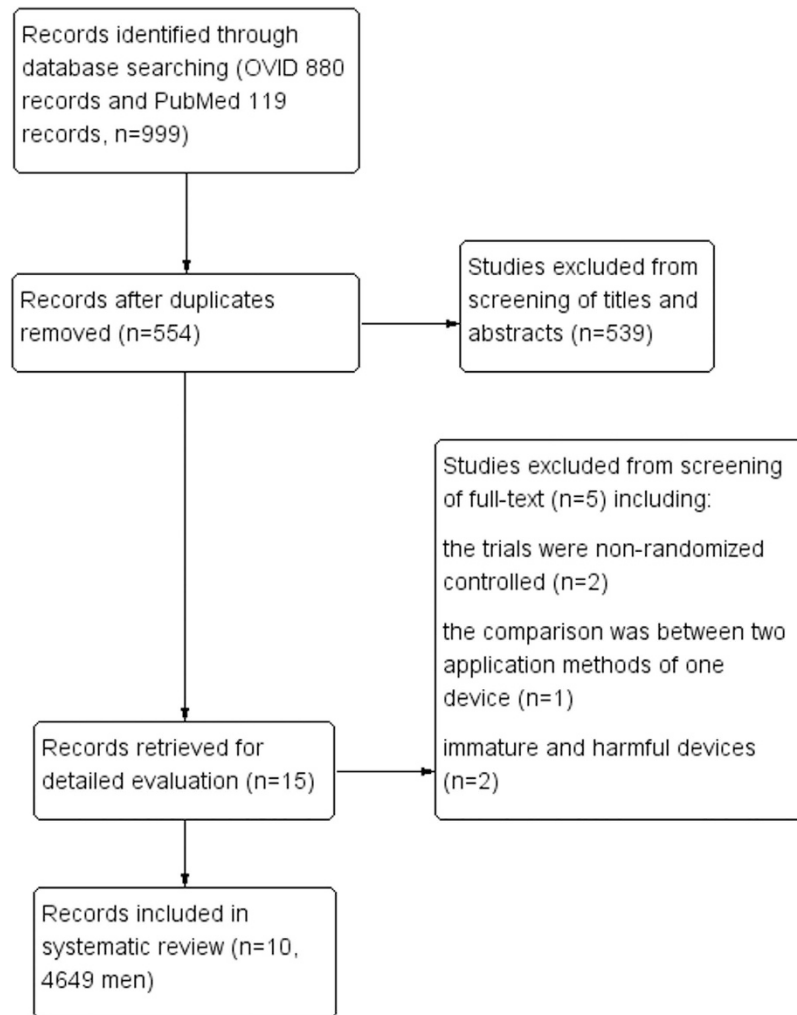 Records identified through
database searching (OVID 880
records and PubMed 119
records, n=999)
Records after duplicates
removed (n=554)
Studies excluded from
screening of titles and
abstracts (n=539)
Studies excluded from screening
of full-text (n=5) including:
the trials were non-randomized
controlled (n=2)
the comparison was between two
application methods of one
device (n=1)
immature and harmful devices
(n=2)
Records retrieved for
detailed evaluation (n=15)
Records included in
systematic review (n=10,
4649 men)